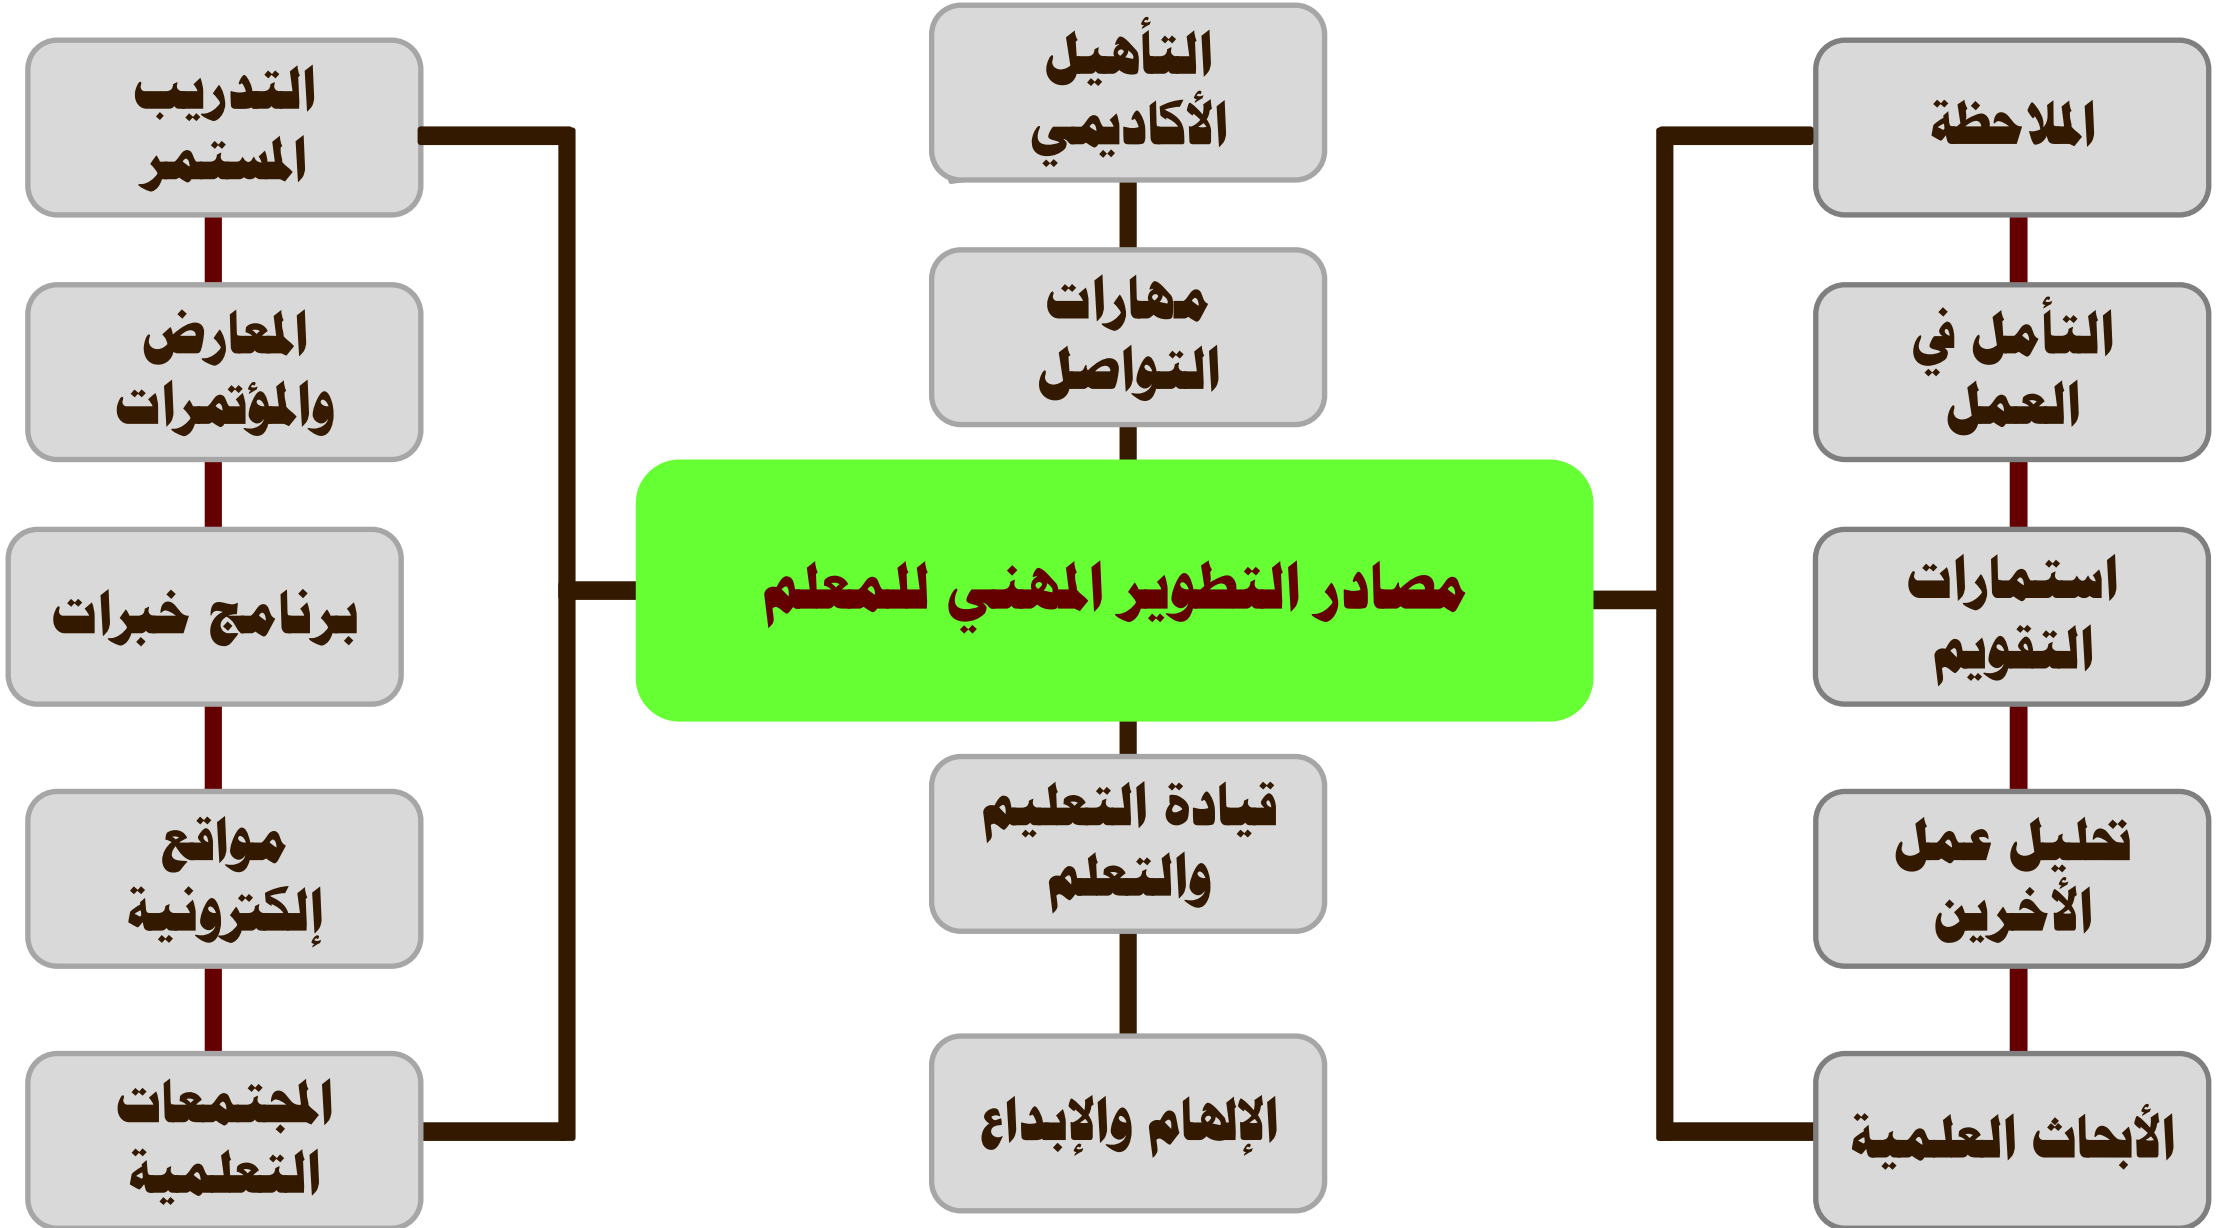 الملاحظة
التأمل في
العمل
استمارات
التقويم
تحليل عمل
الأخرين
الأبحاث العلمية
التأهيل
الأكاديمي
مهارات
التواصل
مصادر التطوير المهني للمعلم
قيادة التعليم
والتعلم
الإلهام والإبداع
التدريب
المستمر
المعارض
والمؤتمرات
برنامج خبرات
مواقع
إلكترونية
المجتمعات
التعلمية